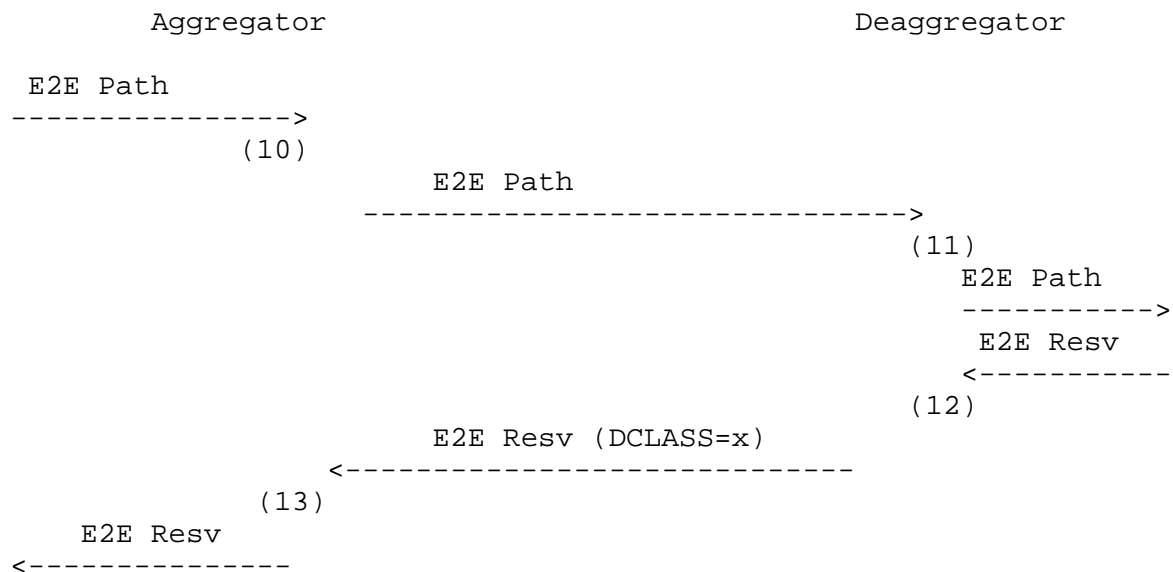 Aggregator Deaggregator
E2E Path
---------------->
(10)
E2E Path
------------------------------->
(11)
E2E Path
----------->
E2E Resv
<-----------
(12)
E2E Resv (DCLASS=x)
<-----------------------------
(13)
E2E Resv
<---------------